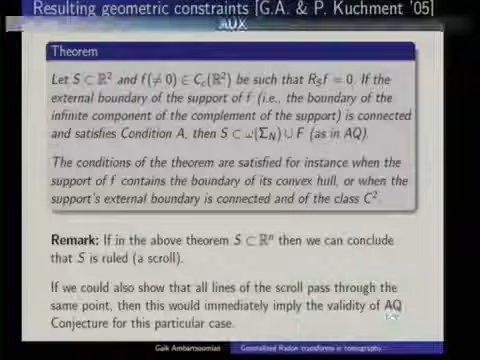 Resulting geometric constraints [G.A. & P. Kuchment '05]
AUX
Theorem
Let S ⊂ ℝ² and f(≠ 0) ∈ C_c(ℝ²) be such that R_S f = 0. If the
external boundary of the support of f (i.e., the boundary of the
infinite component of the complement of the support) is connected
and satisfies Condition A, then S ⊂ ω(Σ_N) ∪ F (as in AQ).
The conditions of the theorem are satisfied for instance when the
support of f contains the boundary of its convex hull, or when the
support's external boundary is connected and of the class C².
Remark: If in the above theorem S ⊂ ℝⁿ then we can conclude
that S is ruled (a scroll).
If we could also show that all lines of the scroll pass through the
same point, then this would immediately imply the validity of AQ
Conjecture for this particular case.
Gaik Ambartsoumian Generalized Radon transforms in tomography